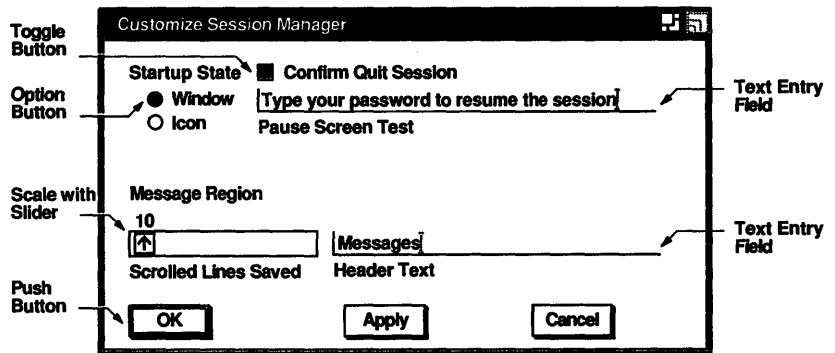 Customize Session Manager
Toggle
Button
Startup State
Confirm Quit Session
Option
Button
Window
Icon
Type your password to resume the session
Pause Screen Test
Text Entry
Field
Scale with
Slider
Message Region
10
Scrolled Lines Saved
Messages
Header Text
Text Entry
Field
Push
Button
OK
Apply
Cancel